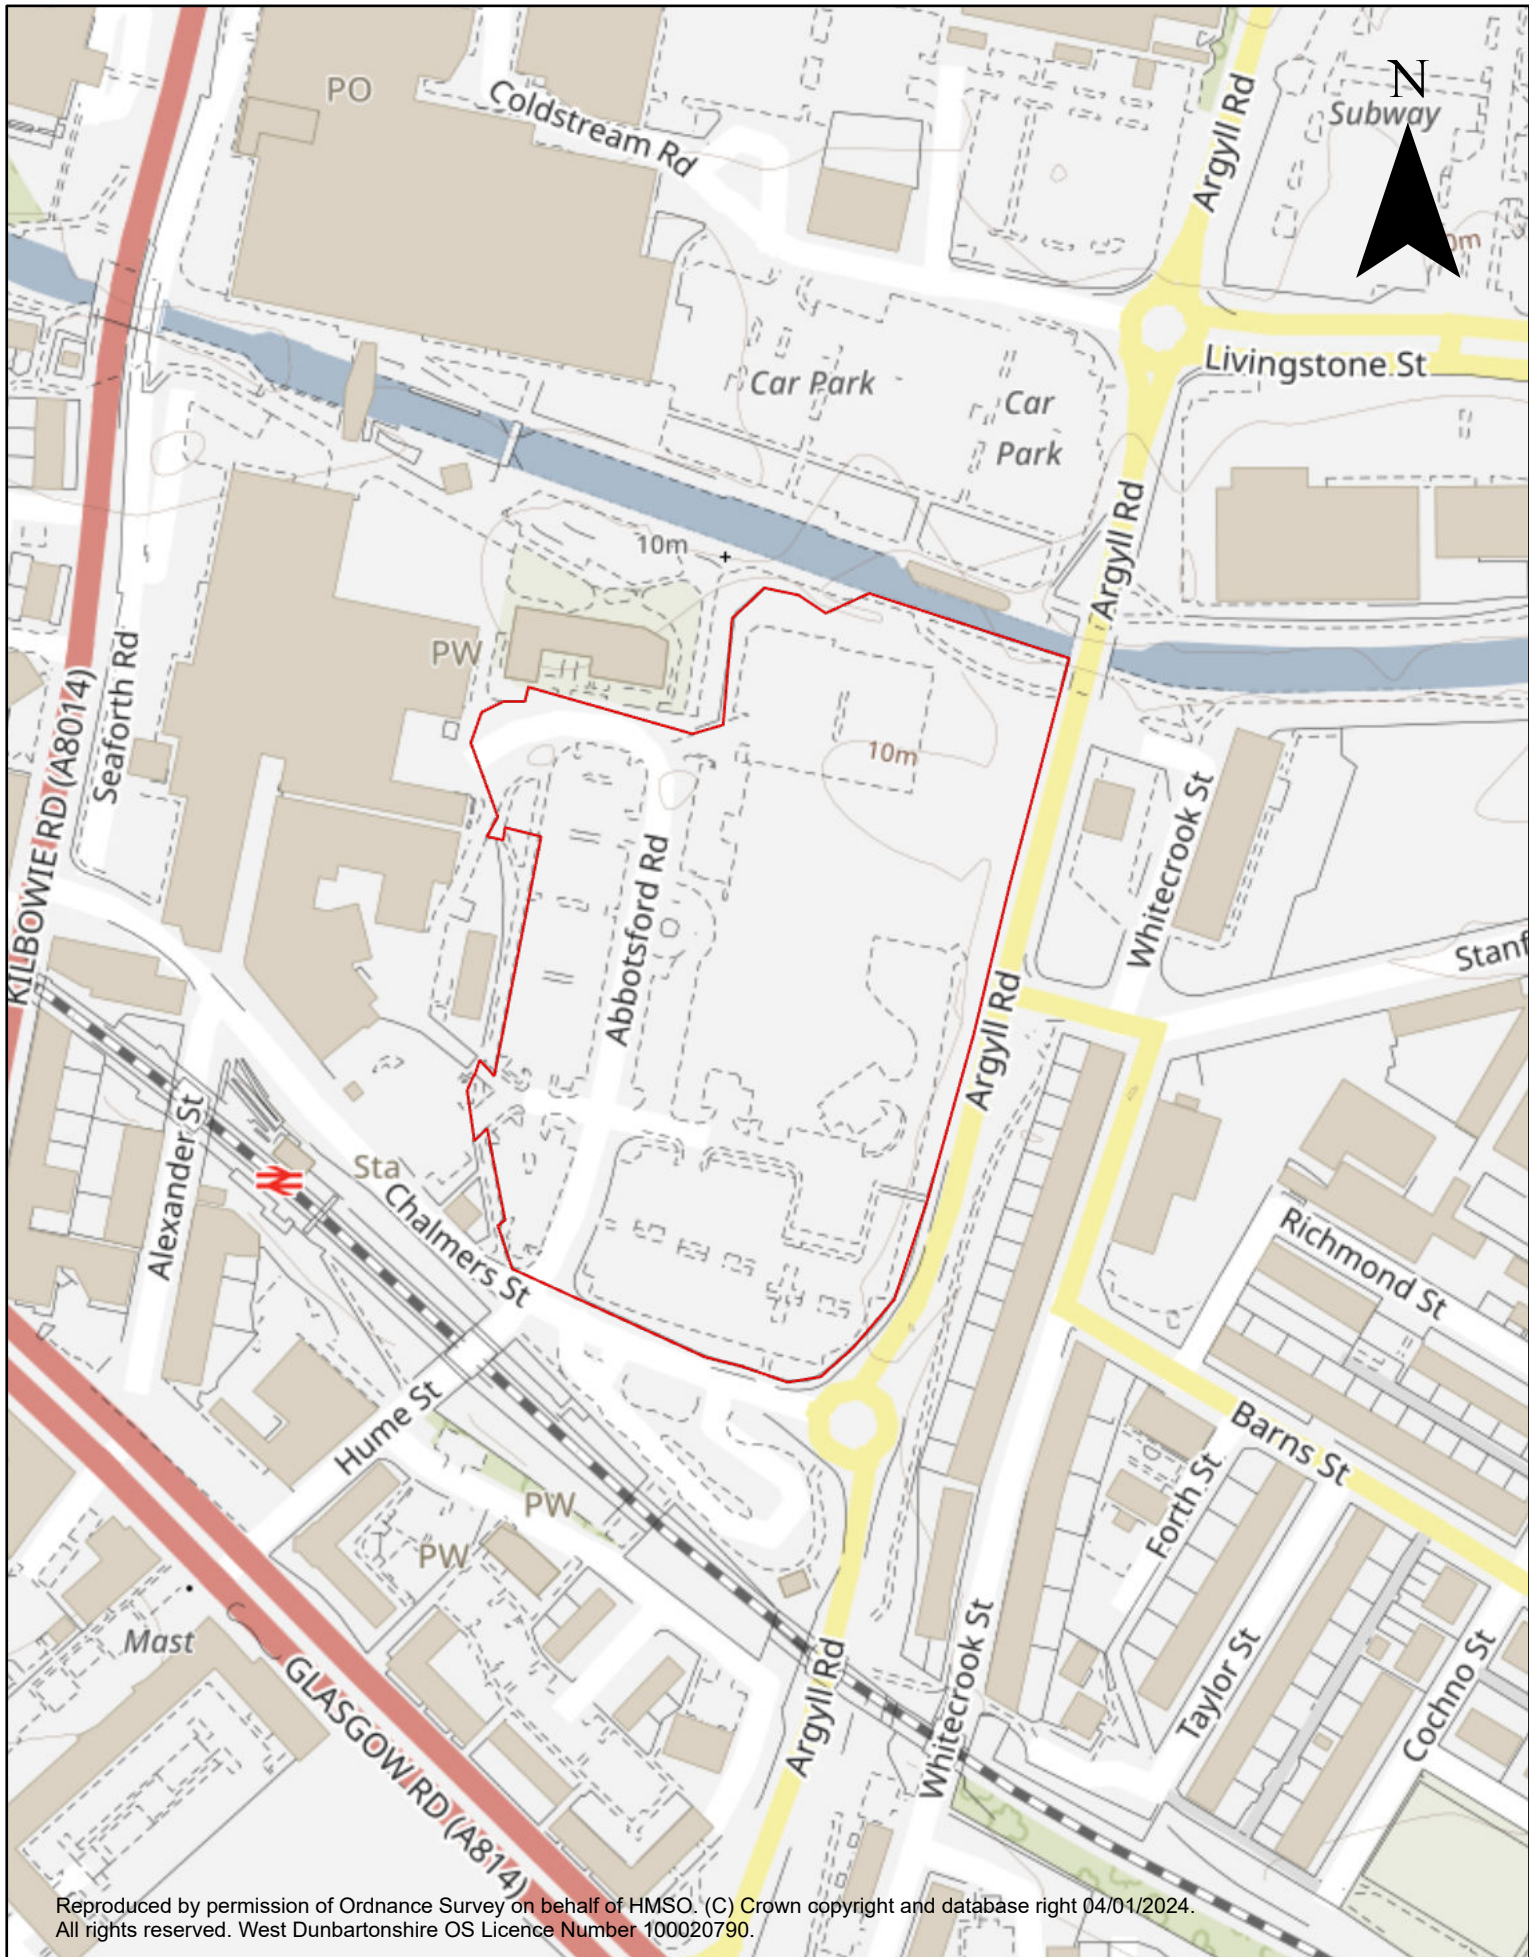 N
PO
Coldstream Rd
Argyll Rd
Subway
0m
Livingstone St
Car Park
Car
Park
Argyll Rd
10m
PW
Seaforth Rd
KILBOWIE RD (A8014)
10m
Whitecrook St
Abbotsford Rd
Stanf
Argyll Rd
Alexander St
Sta
Chalmers St
Richmond St
Hume St
Barns St
PW
PW
Forth St
Mast
GLASGOW RD (A814)
Argyll Rd
Whitecrook St
Taylor St
Cochno St
Reproduced by permission of Ordnance Survey on behalf of HMSO. (C) Crown copyright and database right 04/01/2024.
All rights reserved. West Dunbartonshire OS Licence Number 100020790.